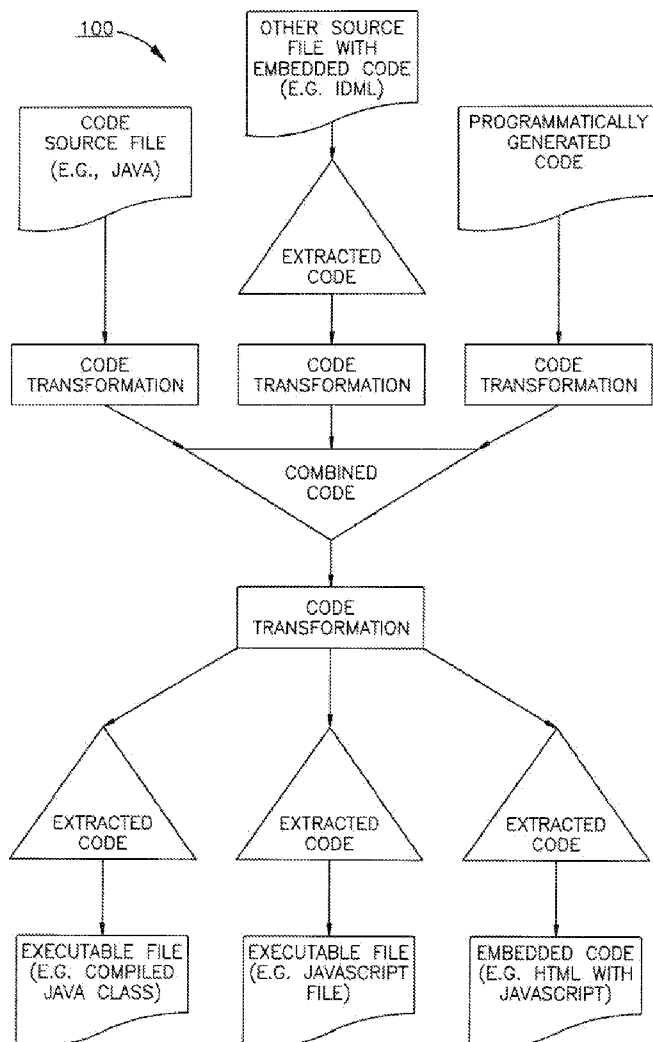 100
OTHER SOURCE
FILE WITH
EMBEDDED CODE
(E.G. IDML)
CODE
SOURCE FILE
(E.G., JAVA)
PROGRAMMATICALLY
GENERATED
CODE
EXTRACTED
CODE
CODE
TRANSFORMATION
CODE
TRANSFORMATION
CODE
TRANSFORMATION
COMBINED
CODE
CODE
TRANSFORMATION
EXTRACTED
CODE
EXTRACTED
CODE
EXTRACTED
CODE
EXECUTABLE FILE
(E.G. COMPILED
JAVA CLASS)
EXECUTABLE FILE
(E.G. JAVASCRIPT
FILE)
EMBEDDED CODE
(E.G. HTML WITH
JAVASCRIPT)